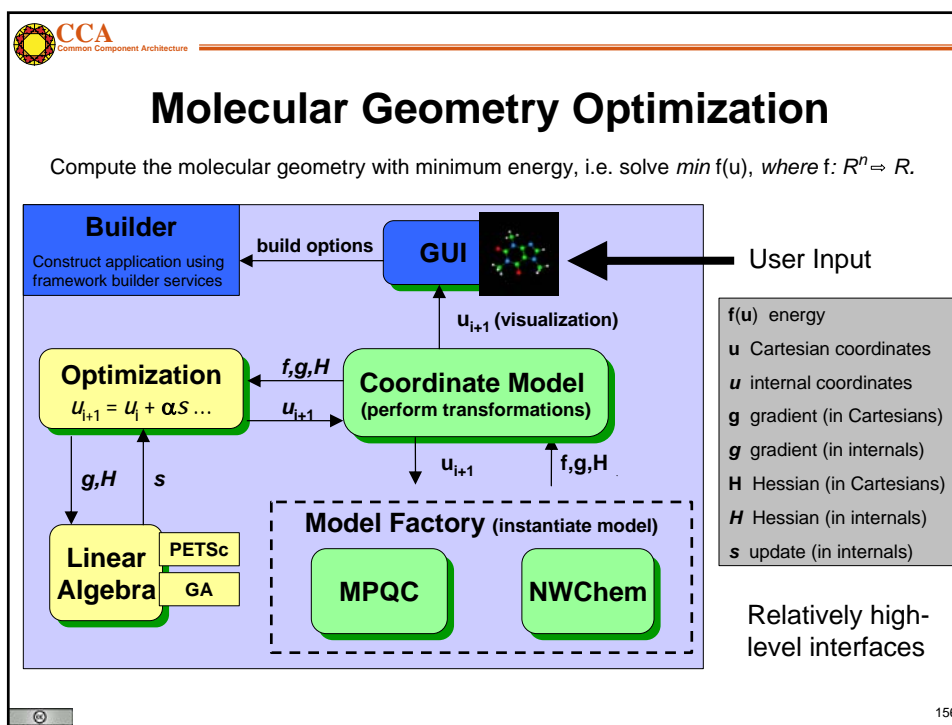 CCA
Common Component Architecture
Molecular Geometry Optimization
Compute the molecular geometry with minimum energy, i.e. solve min f(u), where f: Rⁿ ⇨ R.
Builder
Construct application using
framework builder services
build options
GUI
User Input
u_{i+1} (visualization)
Optimization
u_{i+1} = u_i + αs ...
f,g,H
u_{i+1}
Coordinate Model
(perform transformations)
g,H
s
u_{i+1}
f,g,H
Linear
Algebra
PETSc
GA
Model Factory (instantiate model)
MPQC
NWChem
f(u) energy
u Cartesian coordinates
u internal coordinates
g gradient (in Cartesians)
g gradient (in internals)
H Hessian (in Cartesians)
H Hessian (in internals)
s update (in internals)
Relatively high-
level interfaces
cc